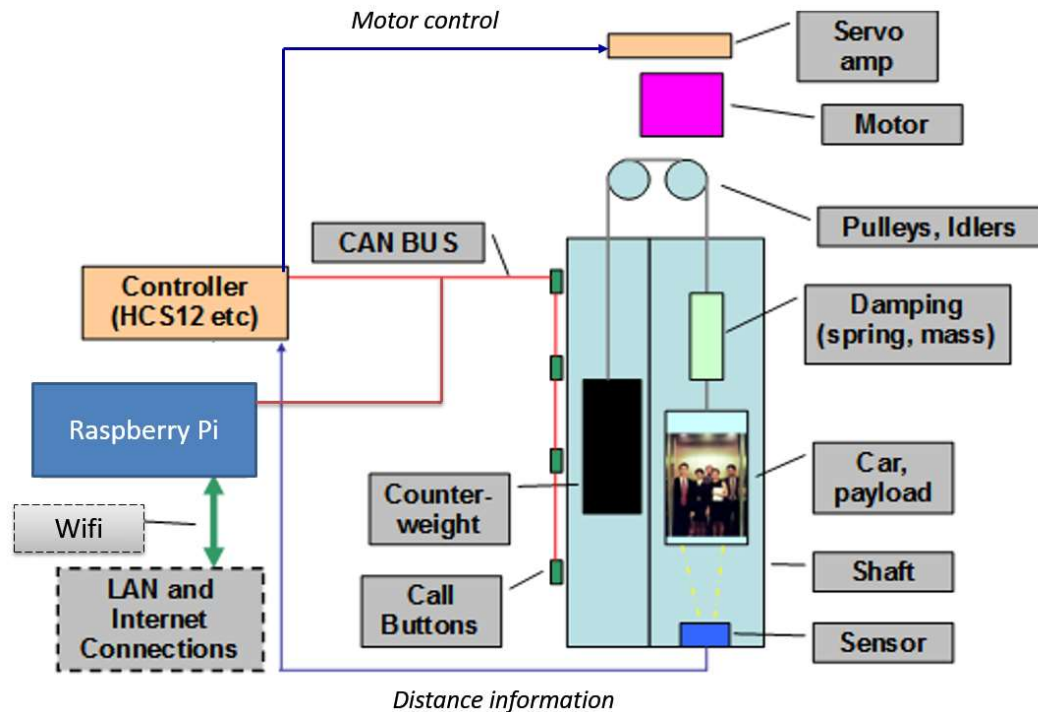 Motor control
Servo
amp
Motor
Pulleys, Idlers
CAN BUS
Controller
(HCS12 etc)
Damping
(spring, mass)
Raspberry Pi
Car,
payload
Counter-
weight
Wifi
LAN and
Internet
Connections
Call
Buttons
Shaft
Sensor
Distance information